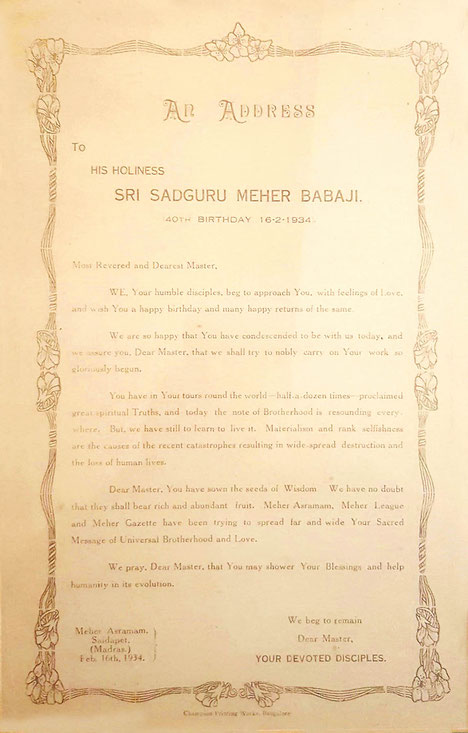 AN ADDRESS
To
HIS HOLINESS
SRI SADGURU MEHER BABAJI.
(40TH BIRTHDAY 16-2-1934)
Most Revered and Dearest Master,
WE, Your humble disciples, beg to approach You, with feelings of Love,
and wish You a happy birthday and many happy returns of the same.
We are so happy that You have condescended to be with us today, and
we assure you, Dear Master, that we shall try to nobly carry on Your work so
gloriously begun.
You have in Your tours round the world—half-a-dozen times—proclaimed
great spiritual Truths, and today the note of Brotherhood is resounding every-
where. But, we have still to learn to live it. Materialism and rank selfishness
are the causes of the recent catastrophes resulting in wide-spread destruction and
the loss of human lives.
Dear Master, You have sown the seeds of Wisdom. We have no doubt
that they shall bear rich and abundant fruit. Meher Asramam, Meher League
and Meher Gazette have been trying to spread far and wide Your Sacred
Message of Universal Brotherhood and Love.
We pray, Dear Master, that You may shower Your Blessings and help
humanity in its evolution.
Meher Asramam,
Saidapet,
(Madras.)
Feb. 16th, 1934.
We beg to remain
Dear Master,
YOUR DEVOTED DISCIPLES.
Printing Works, Bangalore